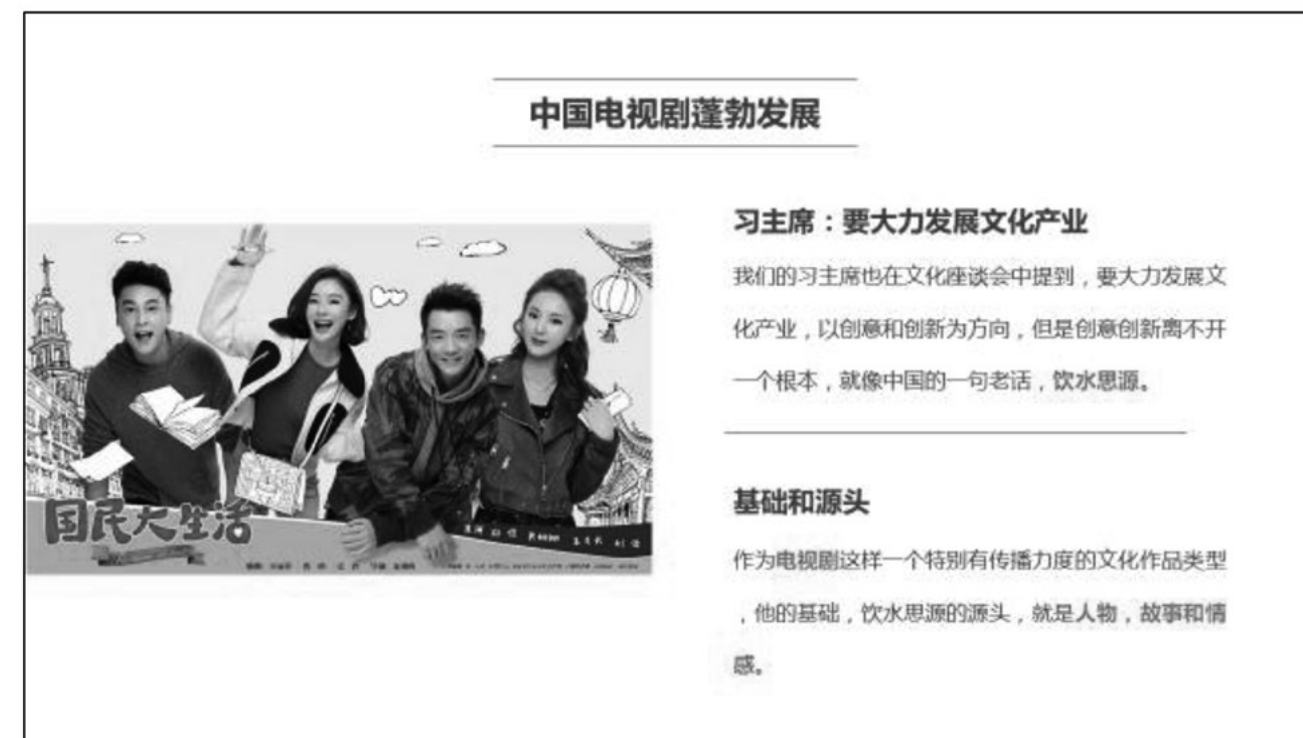 中国电视剧蓬勃发展
习主席：要大力发展文化产业
我们的习主席也在文化座谈会中提到，要大力发展文
化产业，以创意和创新为方向，但是创意创新离不开
一个根本，就像中国的一句老话，饮水思源。
国民大生活
基础和源头
作为电视剧这样一个特别有传播力度的文化作品类型
，他的基础，饮水思源的源头，就是人物，故事和情
感。